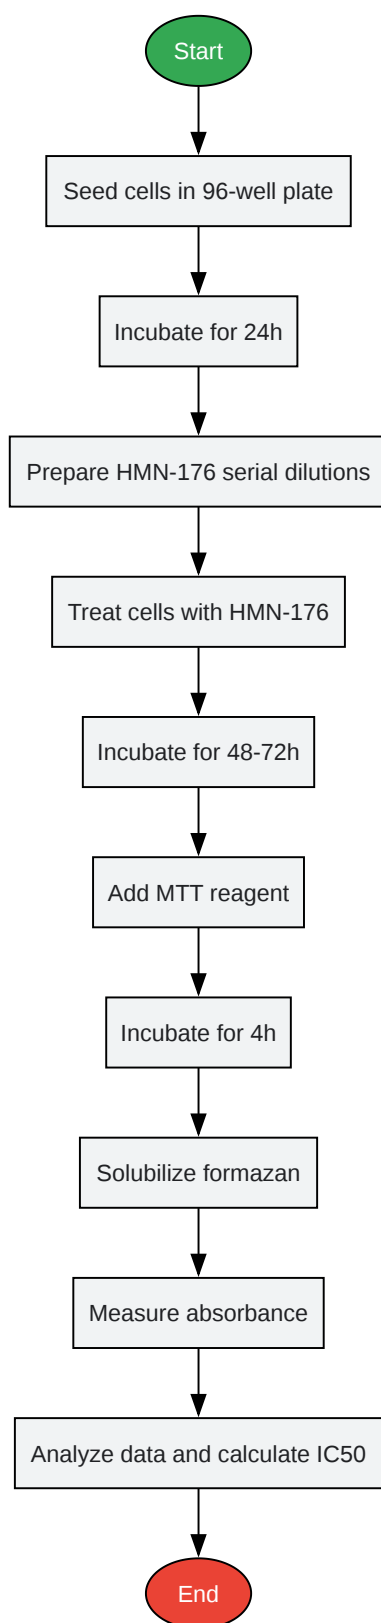 Start
Seed cells in 96-well plate
Incubate for 24h
Prepare HMN-176 serial dilutions
Treat cells with HMN-176
Incubate for 48-72h
Add MTT reagent
Incubate for 4h
Solubilize formazan
Measure absorbance
Analyze data and calculate IC50
End